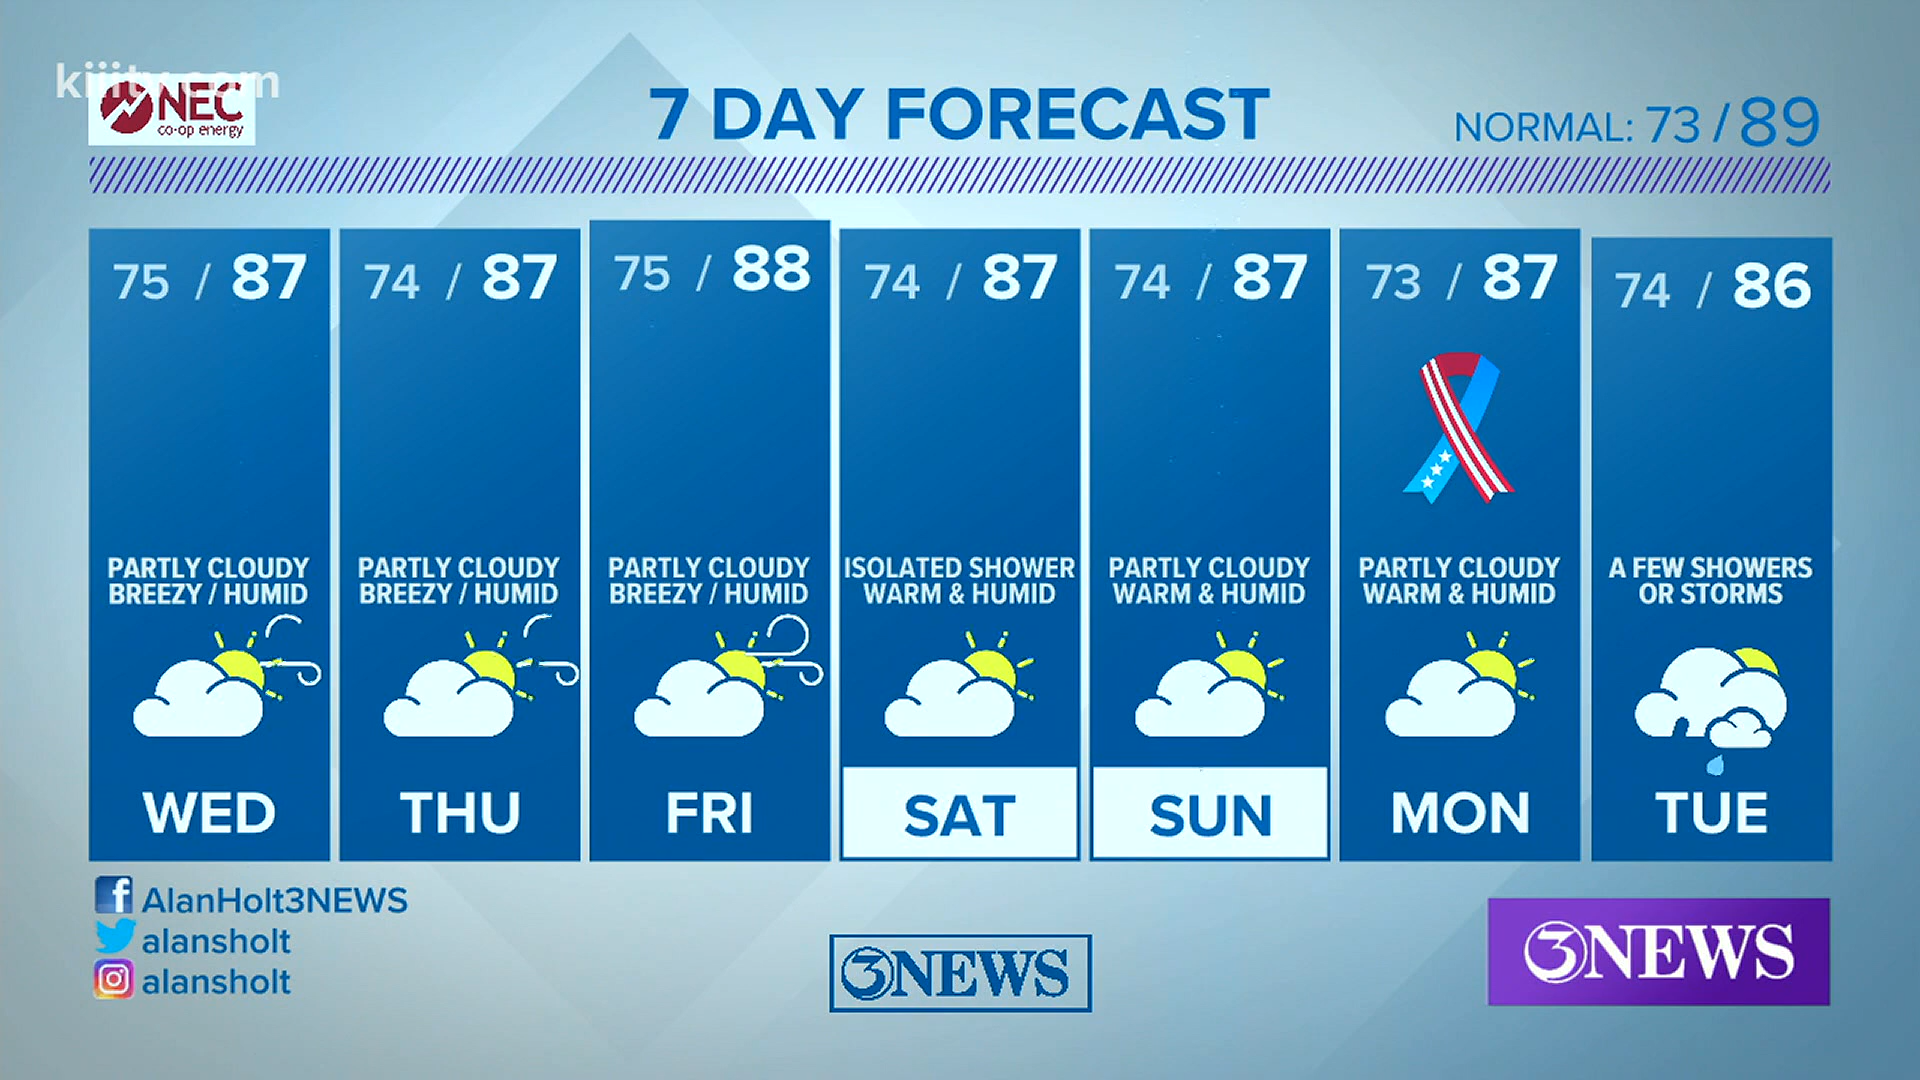 kiiitv.com
NEC
co-op energy
7 DAY FORECAST
NORMAL: 73 / 89
75 / 87
PARTLY CLOUDY
BREEZY / HUMID
WED
74 / 87
PARTLY CLOUDY
BREEZY / HUMID
THU
75 / 88
PARTLY CLOUDY
BREEZY / HUMID
FRI
74 / 87
ISOLATED SHOWER
WARM & HUMID
SAT
74 / 87
PARTLY CLOUDY
WARM & HUMID
SUN
73 / 87
PARTLY CLOUDY
WARM & HUMID
MON
74 / 86
A FEW SHOWERS
OR STORMS
TUE
AlanHolt3NEWS
alansholt
alansholt
3NEWS
3NEWS